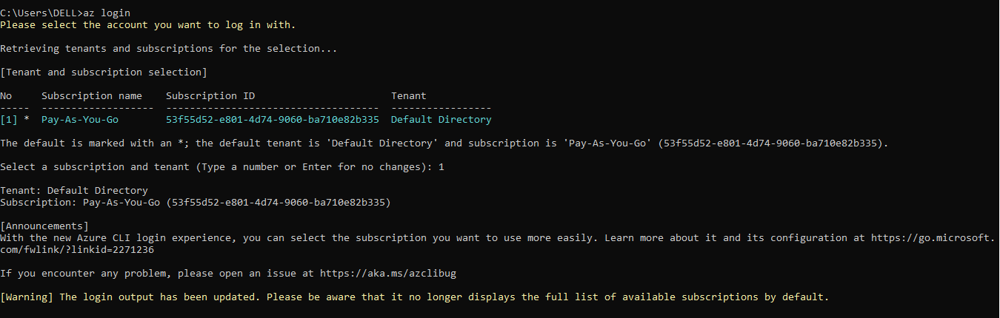 C:\Users\DELL>az login
Please select the account you want to log in with.
Retrieving tenants and subscriptions for the selection...
[Tenant and subscription selection]
No     Subscription name    Subscription ID                       Tenant
-----  -------------------  ------------------------------------  -----------------
[1] *  Pay-As-You-Go        53f55d52-e801-4d74-9060-ba710e82b335  Default Directory
The default is marked with an *; the default tenant is 'Default Directory' and subscription is 'Pay-As-You-Go' (53f55d52-e801-4d74-9060-ba710e82b335).
Select a subscription and tenant (Type a number or Enter for no changes): 1
Tenant: Default Directory
Subscription: Pay-As-You-Go (53f55d52-e801-4d74-9060-ba710e82b335)
[Announcements]
With the new Azure CLI login experience, you can select the subscription you want to use more easily. Learn more about it and its configuration at https://go.microsoft.
com/fwlink/?linkid=2271236
If you encounter any problem, please open an issue at https://aka.ms/azclibug
[Warning] The login output has been updated. Please be aware that it no longer displays the full list of available subscriptions by default.